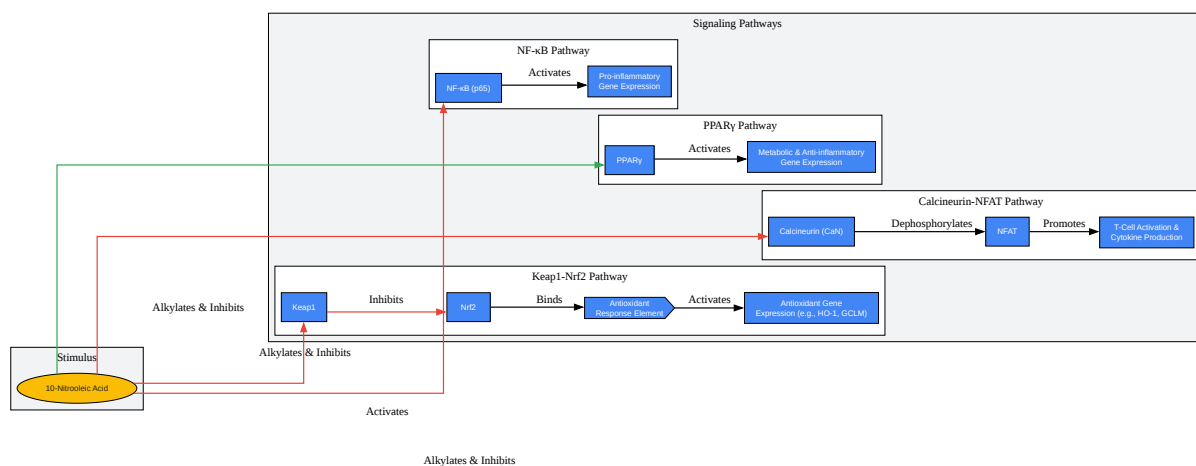 Signaling Pathways
NF-κB Pathway
NF-κB (p65)
Activates
Pro-inflammatory
Gene Expression
PPARγ Pathway
PPARγ
Activates
Metabolic & Anti-inflammatory
Gene Expression
Calcineurin-NFAT Pathway
Calcineurin (CaN)
Dephosphorylates
NFAT
Promotes
T-Cell Activation &
Cytokine Production
Keap1-Nrf2 Pathway
Keap1
Inhibits
Nrf2
Binds
Antioxidant
Response Element
Activates
Antioxidant Gene
Expression (e.g., HO-1, GCLM)
Alkylates & Inhibits
Stimulus
10-Nitrooleic Acid
Alkylates & Inhibits
Activates
Alkylates & Inhibits